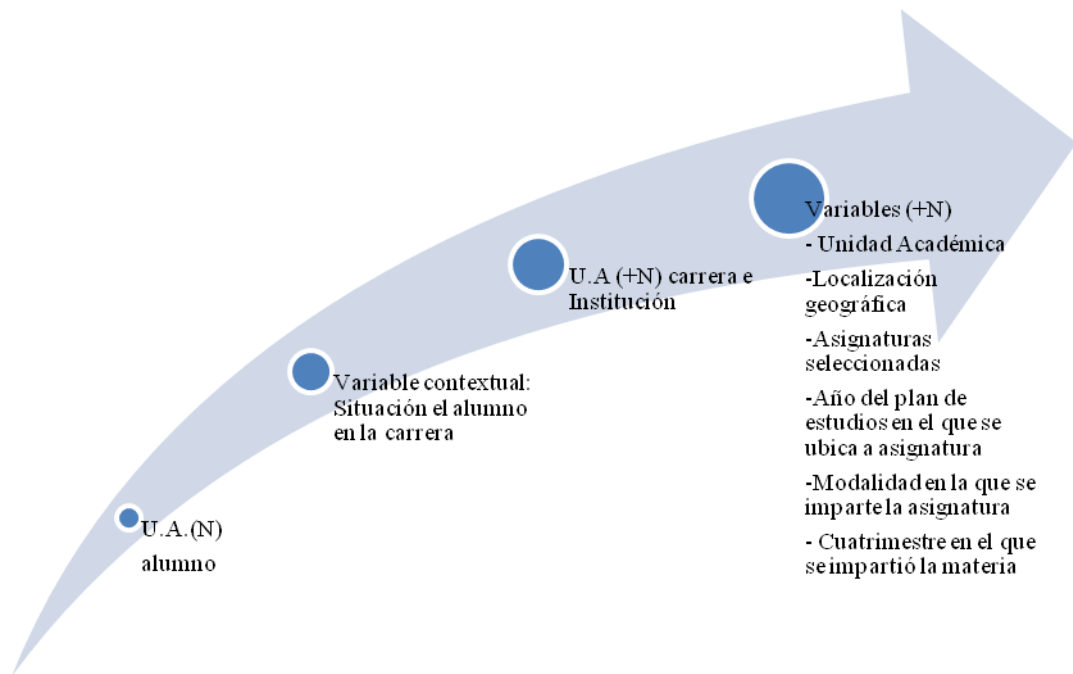 U.A.(N)
alumno
Variable contextual:
Situación el alumno
en la carrera
U.A (+N) carrera e
Institución
Variables (+N)
- Unidad Académica
-Localización
geográfica
-Asignaturas
seleccionadas
-Año del plan de
estudios en el que se
ubica a asignatura
-Modalidad en la que se
imparte la asignatura
- Cuatrimestre en el que
se impartió la materia